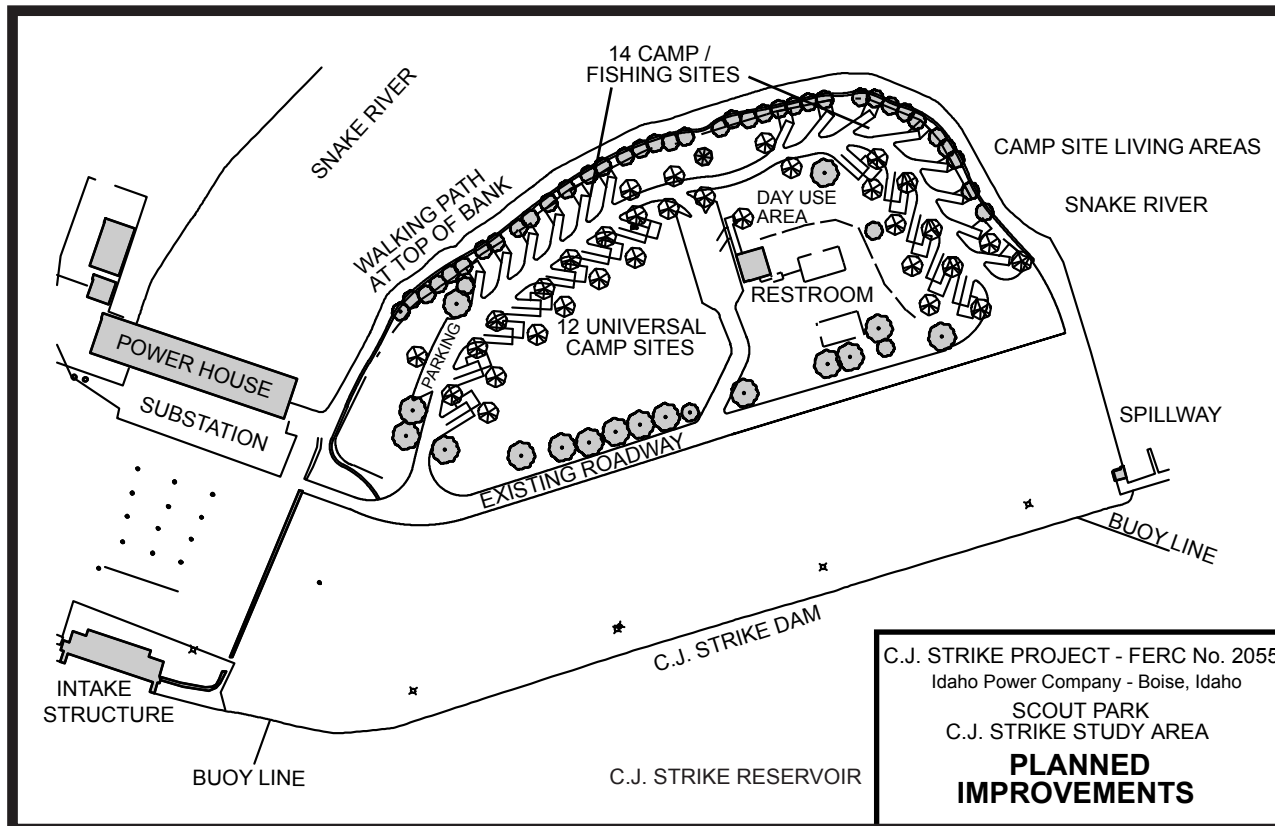 14 CAMP /
FISHING SITES
SNAKE RIVER
WALKING PATH
AT TOP OF BANK
CAMP SITE LIVING AREAS
SNAKE RIVER
DAY USE
AREA
RESTROOM
12 UNIVERSAL
CAMP SITES
PARKING
POWER HOUSE
SUBSTATION
EXISTING ROADWAY
SPILLWAY
BUOY LINE
C.J. STRIKE DAM
INTAKE
STRUCTURE
BUOY LINE
C.J. STRIKE RESERVOIR
C.J. STRIKE PROJECT - FERC No. 2055
Idaho Power Company - Boise, Idaho
SCOUT PARK
C.J. STRIKE STUDY AREA
PLANNED
IMPROVEMENTS